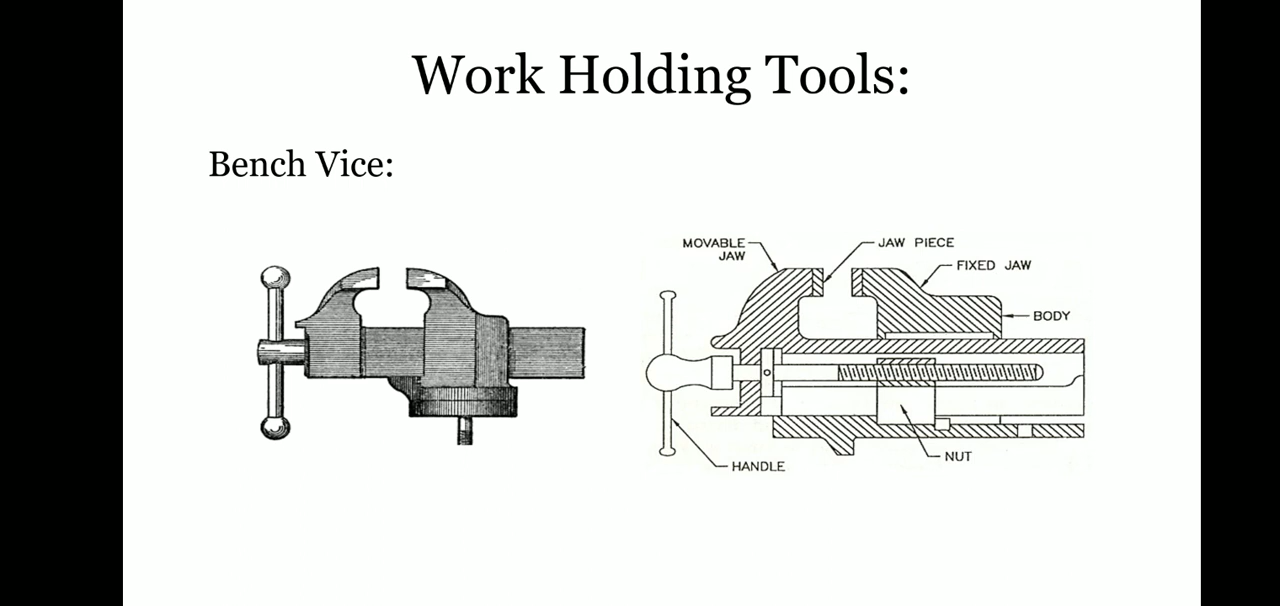 Work Holding Tools:
Bench Vice:
MOVABLE
JAW
JAW PIECE
FIXED JAW
BODY
NUT
HANDLE